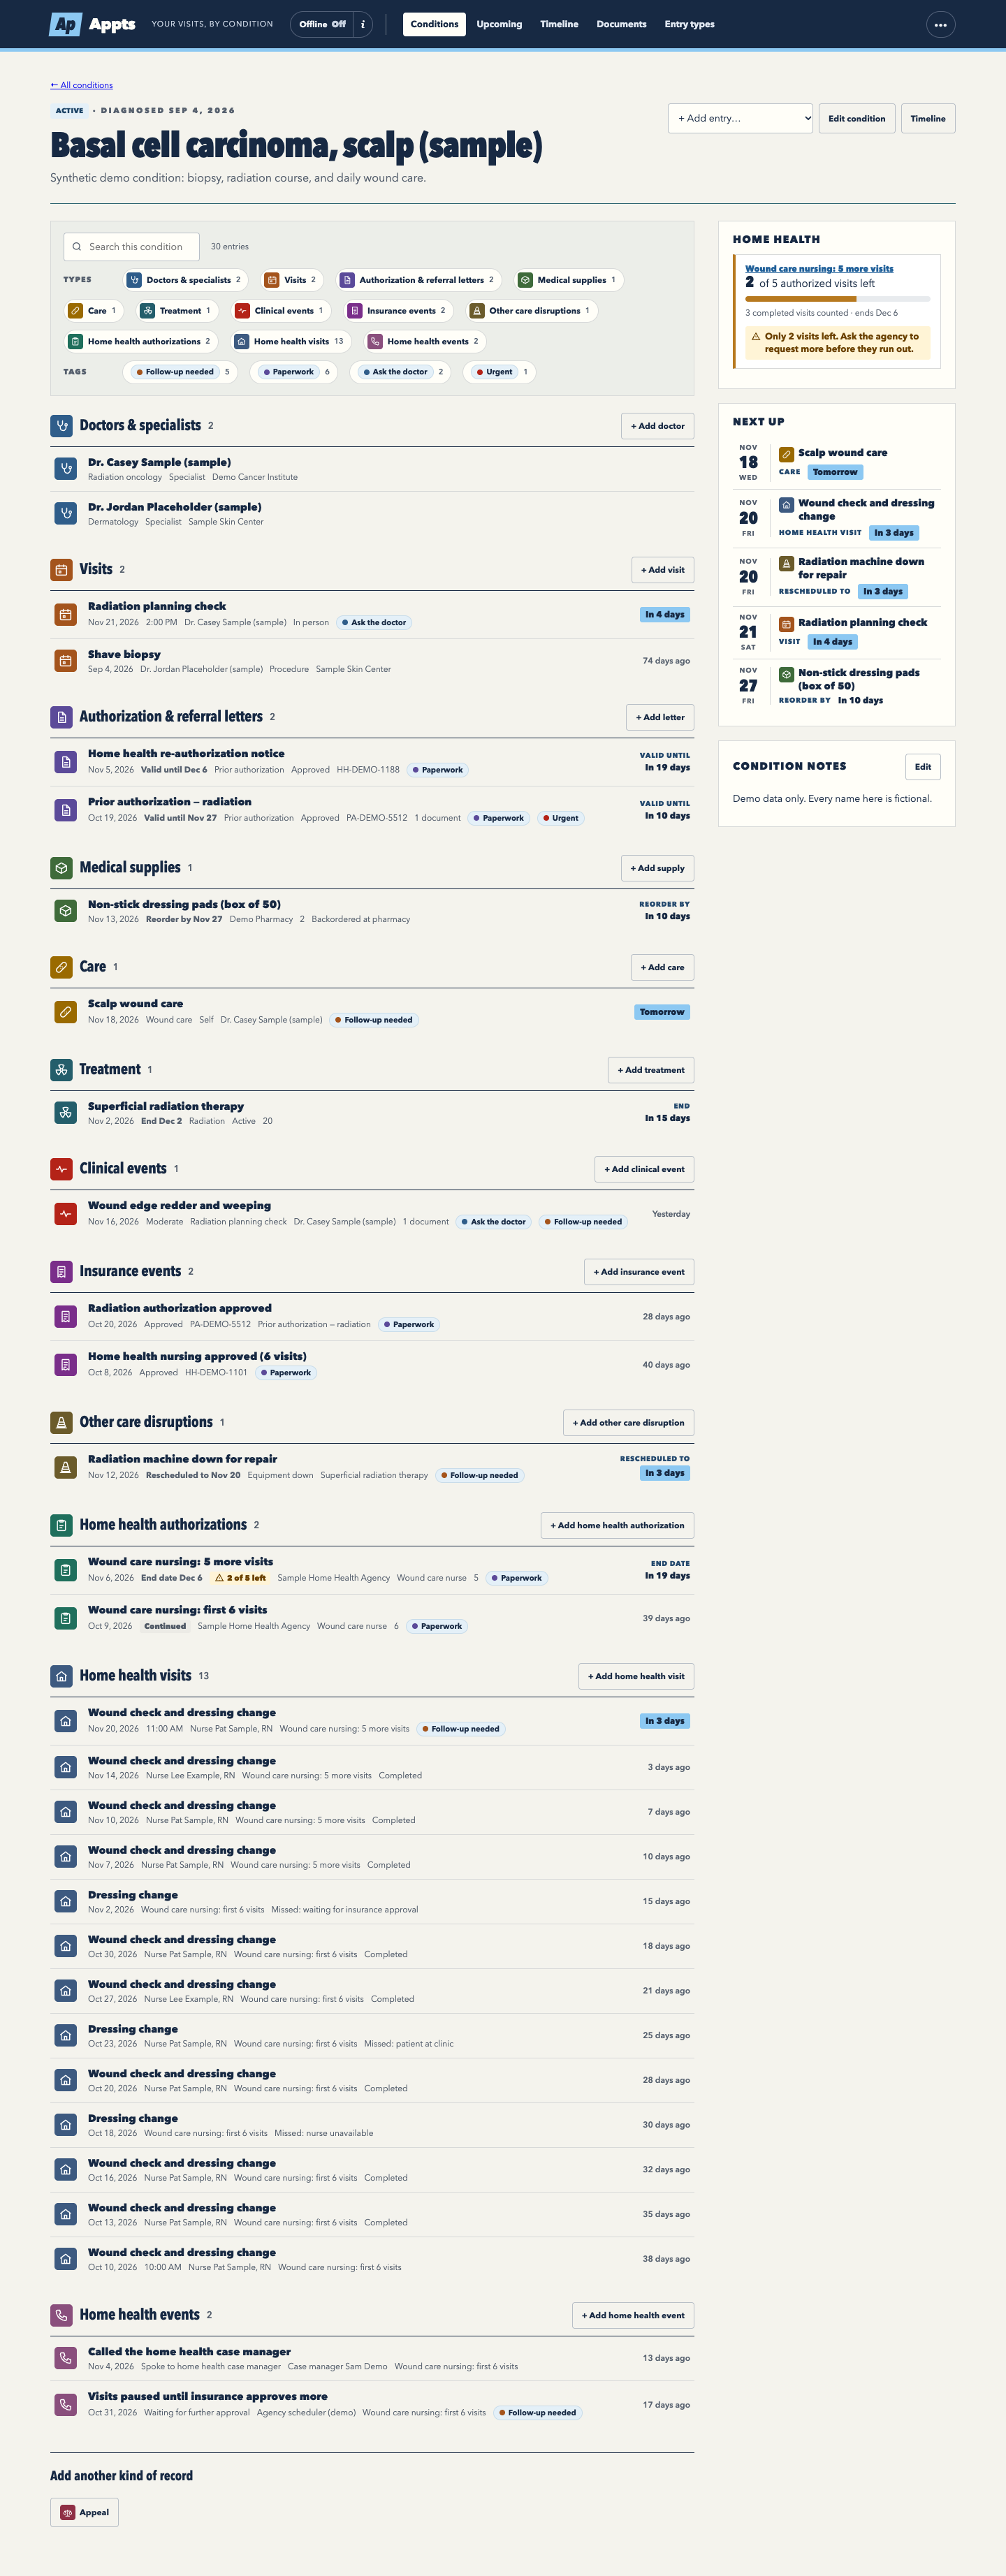 Ap Appts YOUR VISITS, BY CONDITION Offline Off i Conditions Upcoming Timeline Documents Entry types •••
← All conditions
ACTIVE · DIAGNOSED SEP 4, 2026
Basal cell carcinoma, scalp (sample)
Synthetic demo condition: biopsy, radiation course, and daily wound care.
+ Add entry... Edit condition Timeline
Search this condition 30 entries
TYPES Doctors & specialists 2 Visits 2 Authorization & referral letters 2 Medical supplies 1
Care 1 Treatment 1 Clinical events 1 Insurance events 2 Other care disruptions 1
Home health authorizations 2 Home health visits 13 Home health events 2
TAGS Follow-up needed 5 Paperwork 6 Ask the doctor 2 Urgent 1
Doctors & specialists 2 + Add doctor
Dr. Casey Sample (sample)
Radiation oncology Specialist Demo Cancer Institute
Dr. Jordan Placeholder (sample)
Dermatology Specialist Sample Skin Center
Visits 2 + Add visit
Radiation planning check
Nov 21, 2026 2:00 PM Dr. Casey Sample (sample) In person Ask the doctor In 4 days
Shave biopsy
Sep 4, 2026 Dr. Jordan Placeholder (sample) Procedure Sample Skin Center 74 days ago
Authorization & referral letters 2 + Add letter
Home health re-authorization notice
Nov 5, 2026 Valid until Dec 6 Prior authorization Approved HH-DEMO-1188 Paperwork
VALID UNTIL
In 19 days
Prior authorization – radiation
Oct 19, 2026 Valid until Nov 27 Prior authorization Approved PA-DEMO-5512 1 document Paperwork Urgent
VALID UNTIL
In 10 days
Medical supplies 1 + Add supply
Non-stick dressing pads (box of 50)
Nov 13, 2026 Reorder by Nov 27 Demo Pharmacy 2 Backordered at pharmacy
REORDER BY
In 10 days
Care 1 + Add care
Scalp wound care
Nov 18, 2026 Wound care Self Dr. Casey Sample (sample) Follow-up needed Tomorrow
Treatment 1 + Add treatment
Superficial radiation therapy
Nov 2, 2026 End Dec 2 Radiation Active 20
END
In 15 days
Clinical events 1 + Add clinical event
Wound edge redder and weeping
Nov 16, 2026 Moderate Radiation planning check Dr. Casey Sample (sample) 1 document Ask the doctor Follow-up needed Yesterday
Insurance events 2 + Add insurance event
Radiation authorization approved
Oct 20, 2026 Approved PA-DEMO-5512 Prior authorization – radiation Paperwork 28 days ago
Home health nursing approved (6 visits)
Oct 8, 2026 Approved HH-DEMO-1101 Paperwork 40 days ago
Other care disruptions 1 + Add other care disruption
Radiation machine down for repair
Nov 12, 2026 Rescheduled to Nov 20 Equipment down Superficial radiation therapy Follow-up needed
RESCHEDULED TO
In 3 days
Home health authorizations 2 + Add home health authorization
Wound care nursing: 5 more visits
Nov 6, 2026 End date Dec 6 2 of 5 left Sample Home Health Agency Wound care nurse 5 Paperwork
END DATE
In 19 days
Wound care nursing: first 6 visits
Oct 9, 2026 Continued Sample Home Health Agency Wound care nurse 6 Paperwork 39 days ago
Home health visits 13 + Add home health visit
Wound check and dressing change
Nov 20, 2026 11:00 AM Nurse Pat Sample, RN Wound care nursing: 5 more visits Follow-up needed In 3 days
Wound check and dressing change
Nov 14, 2026 Nurse Lee Example, RN Wound care nursing: 5 more visits Completed 3 days ago
Wound check and dressing change
Nov 10, 2026 Nurse Pat Sample, RN Wound care nursing: 5 more visits Completed 7 days ago
Wound check and dressing change
Nov 7, 2026 Nurse Pat Sample, RN Wound care nursing: 5 more visits Completed 10 days ago
Dressing change
Nov 2, 2026 Wound care nursing: first 6 visits Missed: waiting for insurance approval 15 days ago
Wound check and dressing change
Oct 30, 2026 Nurse Pat Sample, RN Wound care nursing: first 6 visits Completed 18 days ago
Wound check and dressing change
Oct 27, 2026 Nurse Lee Example, RN Wound care nursing: first 6 visits Completed 21 days ago
Dressing change
Oct 23, 2026 Nurse Pat Sample, RN Wound care nursing: first 6 visits Missed: patient at clinic 25 days ago
Wound check and dressing change
Oct 20, 2026 Nurse Pat Sample, RN Wound care nursing: first 6 visits Completed 28 days ago
Dressing change
Oct 18, 2026 Wound care nursing: first 6 visits Missed: nurse unavailable 30 days ago
Wound check and dressing change
Oct 16, 2026 Nurse Pat Sample, RN Wound care nursing: first 6 visits Completed 32 days ago
Wound check and dressing change
Oct 13, 2026 Nurse Pat Sample, RN Wound care nursing: first 6 visits Completed 35 days ago
Wound check and dressing change
Oct 10, 2026 10:00 AM Nurse Pat Sample, RN Wound care nursing: first 6 visits 38 days ago
Home health events 2 + Add home health event
Called the home health case manager
Nov 4, 2026 Spoke to home health case manager Case manager Sam Demo Wound care nursing: first 6 visits 13 days ago
Visits paused until insurance approves more
Oct 31, 2026 Waiting for further approval Agency scheduler (demo) Wound care nursing: first 6 visits Follow-up needed 17 days ago
Add another kind of record
Appeal
HOME HEALTH
Wound care nursing: 5 more visits
2 of 5 authorized visits left
3 completed visits counted · ends Dec 6
Only 2 visits left. Ask the agency to
request more before they run out.
NEXT UP
NOV 18 WED
Scalp wound care
CARE Tomorrow
NOV 20 FRI
Wound check and dressing
change
HOME HEALTH VISIT In 3 days
NOV 20 FRI
Radiation machine down
for repair
RESCHEDULED TO In 3 days
NOV 21 SAT
Radiation planning check
VISIT In 4 days
NOV 27 FRI
Non-stick dressing pads
(box of 50)
REORDER BY In 10 days
CONDITION NOTES Edit
Demo data only. Every name here is fictional.